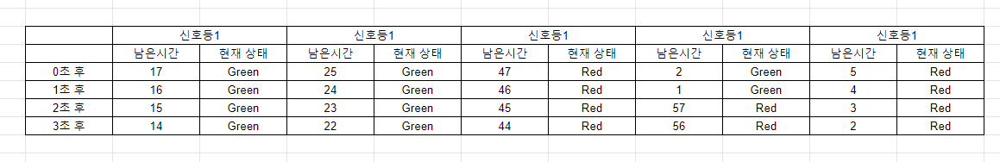 신호등1 신호등1 신호등1 신호등1 신호등1
남은시간 현재 상태 남은시간 현재 상태 남은시간 현재 상태 남은시간 현재 상태 남은시간 현재 상태
0초 후 17 Green 25 Green 47 Red 2 Green 5 Red
1초 후 16 Green 24 Green 46 Red 1 Green 4 Red
2초 후 15 Green 23 Green 45 Red 57 Red 3 Red
3초 후 14 Green 22 Green 44 Red 56 Red 2 Red